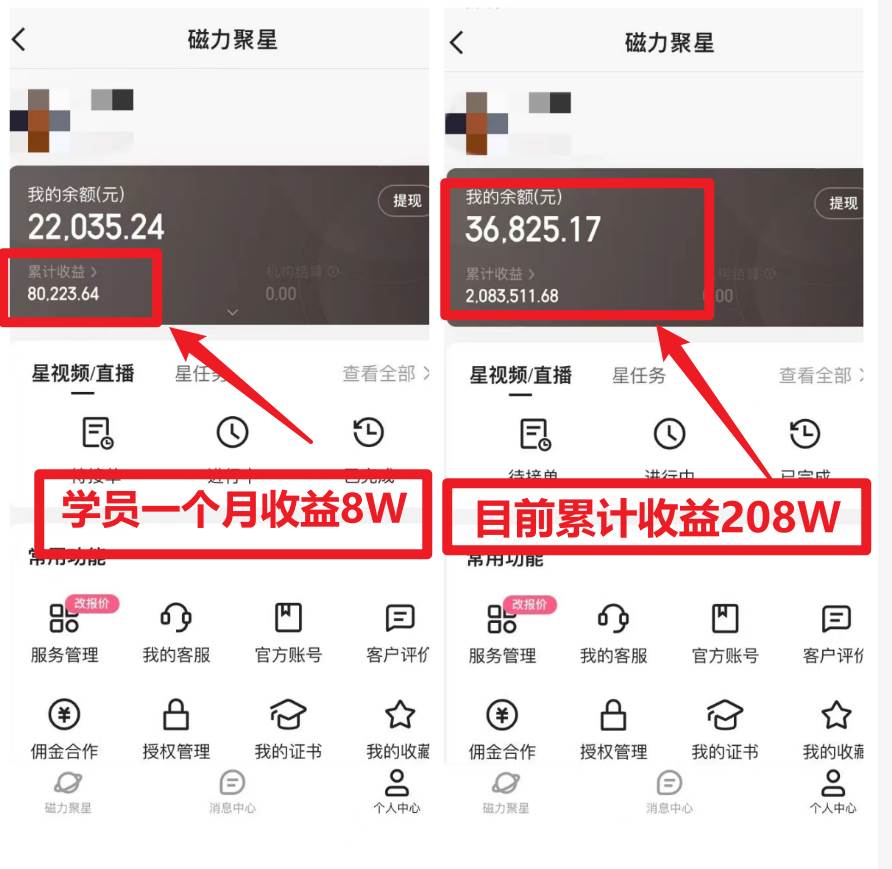 磁力聚星
我的余额(元)
22,035.24
提现
累计收益
80,223.64
机构结算
0.00
星视频/直播
星任务
查看全部
待接单
进行中
已完成
学员一个月收益8W
常用功能
改报价
服务管理
我的客服
官方账号
客户评价
佣金合作
授权管理
我的证书
我的收藏
磁力聚星
消息中心
个人中心
磁力聚星
我的余额(元)
36,825.17
提现
累计收益
2,083,511.68
构结算
0.00
星视频/直播
星任务
查看全部
待接单
进行中
已完成
目前累计收益208W
常用功能
改报价
服务管理
我的客服
官方账号
客户评价
佣金合作
授权管理
我的证书
我的收藏
磁力聚星
消息中心
个人中心